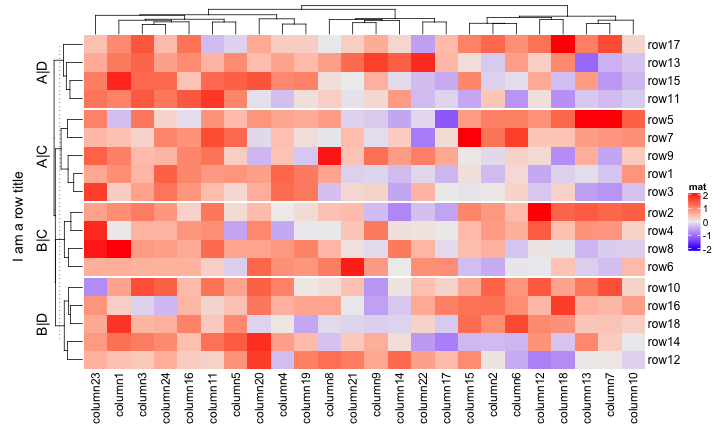 I am a row title
A|D
A|C
B|C
B|D
row17
row13
row15
row11
row5
row7
row9
row1
row3
row2
row4
row8
row6
row10
row16
row18
row14
row12
mat
2
1
0
-1
-2
column23
column1
column3
column24
column16
column11
column5
column20
column4
column19
column8
column21
column9
column14
column22
column17
column15
column2
column6
column12
column18
column13
column7
column10